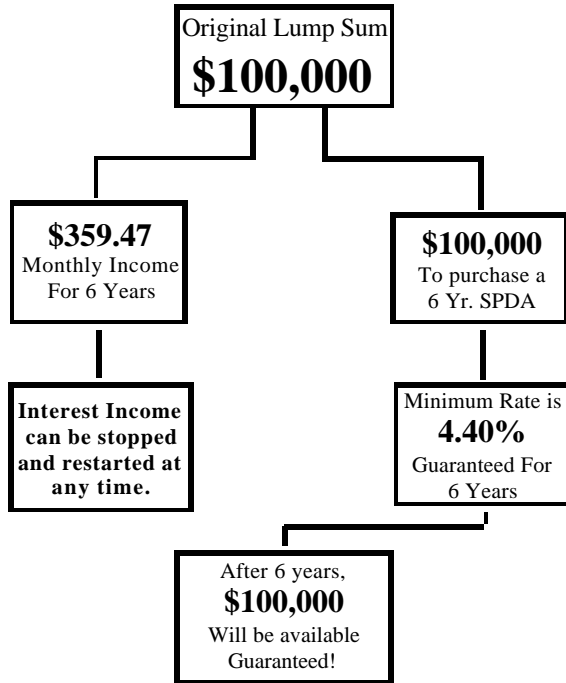 Original Lump Sum
$100,000
$359.47
Monthly Income
For 6 Years
$100,000
To purchase a
6 Yr. SPDA
Interest Income
can be stopped
and restarted at
any time.
Minimum Rate is
4.40%
Guaranteed For
6 Years
After 6 years,
$100,000
Will be available
Guaranteed!